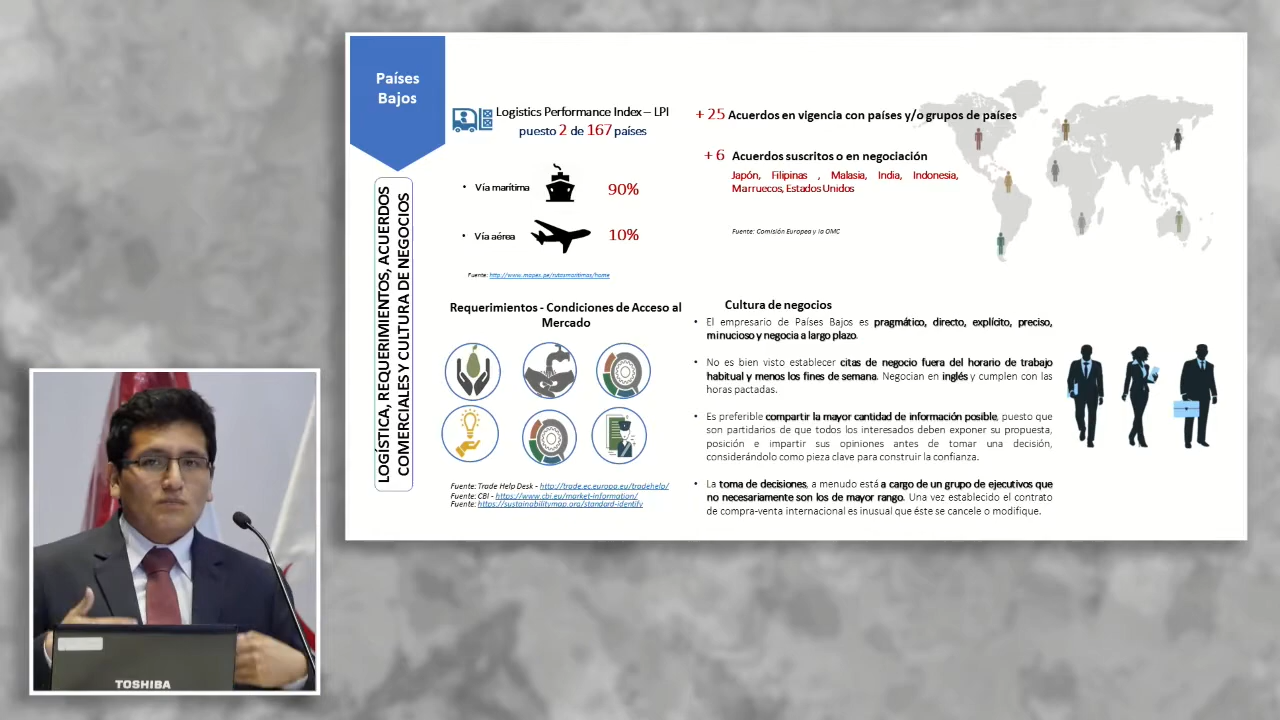 Países
Bajos
LOGÍSTICA, REQUERIMIENTOS, ACUERDOS
COMERCIALES Y CULTURA DE NEGOCIOS
Logistics Performance Index – LPI
puesto 2 de 167 países
• Vía marítima 90%
• Vía aérea 10%
Fuente: http://www.mapex.pe/rutasmaritimas/home
+ 25 Acuerdos en vigencia con países y/o grupos de países
+ 6 Acuerdos suscritos o en negociación
Japón, Filipinas , Malasia, India, Indonesia,
Marruecos, Estados Unidos
Fuente: Comisión Europea y la OMC
Requerimientos - Condiciones de Acceso al
Mercado
Fuente: Trade Help Desk - http://trade.ec.europa.eu/tradehelp/
Fuente: CBI - https://www.cbi.eu/market-information/
Fuente: https://sustainabilitymap.org/standard-identify
Cultura de negocios
• El empresario de Países Bajos es pragmático, directo, explícito, preciso,
minucioso y negocia a largo plazo.
• No es bien visto establecer citas de negocio fuera del horario de trabajo
habitual y menos los fines de semana. Negocian en inglés y cumplen con las
horas pactadas.
• Es preferible compartir la mayor cantidad de información posible, puesto que
son partidarios de que todos los interesados deben exponer su propuesta,
posición e impartir sus opiniones antes de tomar una decisión,
considerándolo como pieza clave para construir la confianza.
• La toma de decisiones, a menudo está a cargo de un grupo de ejecutivos que
no necesariamente son los de mayor rango. Una vez establecido el contrato
de compra-venta internacional es inusual que éste se cancele o modifique.
TOSHIBA